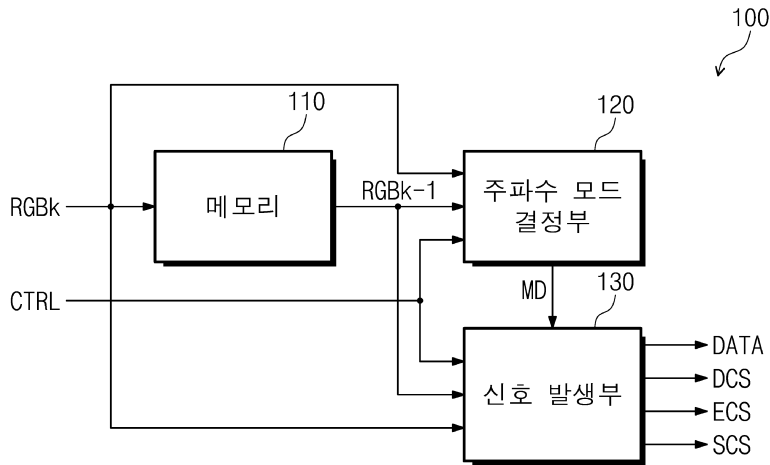 100
110
120
메모리
RGBk
RGBk-1
주파수 모드
결정부
CTRL
MD
130
신호 발생부
DATA
DCS
ECS
SCS